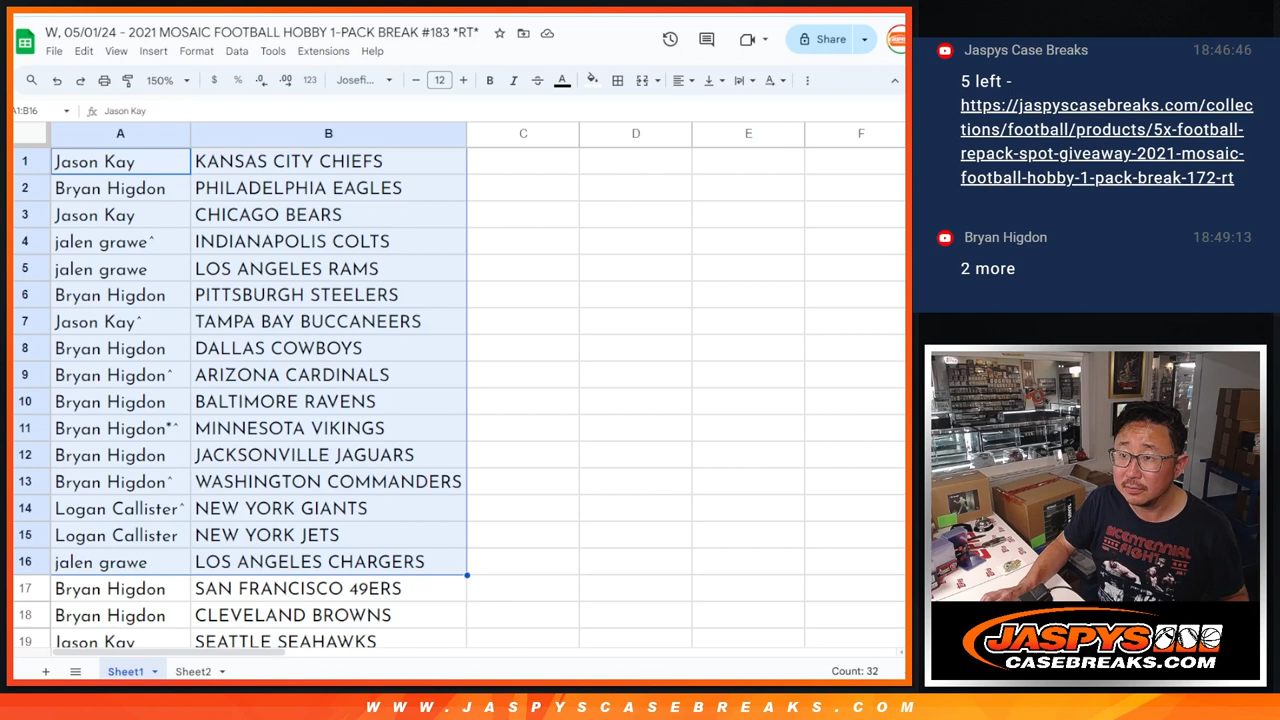 W, 05/01/24 - 2021 MOSAIC FOOTBALL HOBBY 1-PACK BREAK #183 *RT*
File Edit View Insert Format Data Tools Extensions Help
Share
150% $ % .0 .00 123 Josefi... 12 B I A
A1:B16 fx Jason Kay
A B C D E F
1 Jason Kay KANSAS CITY CHIEFS
2 Bryan Higdon PHILADELPHIA EAGLES
3 Jason Kay CHICAGO BEARS
4 jalen grawe^ INDIANAPOLIS COLTS
5 jalen grawe LOS ANGELES RAMS
6 Bryan Higdon PITTSBURGH STEELERS
7 Jason Kay^ TAMPA BAY BUCCANEERS
8 Bryan Higdon DALLAS COWBOYS
9 Bryan Higdon^ ARIZONA CARDINALS
10 Bryan Higdon BALTIMORE RAVENS
11 Bryan Higdon*^ MINNESOTA VIKINGS
12 Bryan Higdon JACKSONVILLE JAGUARS
13 Bryan Higdon^ WASHINGTON COMMANDERS
14 Logan Callister^ NEW YORK GIANTS
15 Logan Callister NEW YORK JETS
16 jalen grawe LOS ANGELES CHARGERS
17 Bryan Higdon SAN FRANCISCO 49ERS
18 Bryan Higdon CLEVELAND BROWNS
19 Jason Kay SEATTLE SEAHAWKS
Sheet1 Sheet2 Count: 32
Jaspys Case Breaks 18:46:46
5 left -
https://jaspyscasebreaks.com/collec
tions/football/products/5x-football-
repack-spot-giveaway-2021-mosaic-
football-hobby-1-pack-break-172-rt
Bryan Higdon 18:49:13
2 more
BICENTENNIAL
FIGHT
JASPYS
CASEBREAKS.COM
WWW.JASPYSCASEBREAKS.COM